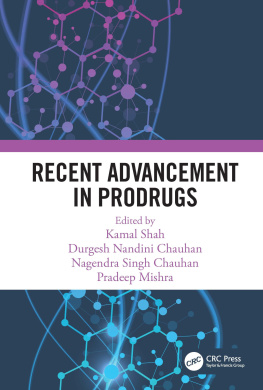 RECENT ADVANCEMENT
IN PRODRUGS
Edited by
Kamal Shah
Durgesh Nandini Chauhan
Nagendra Singh Chauhan
Pradeep Mishra
CRC
CRC Press
Taylor & Francis Group